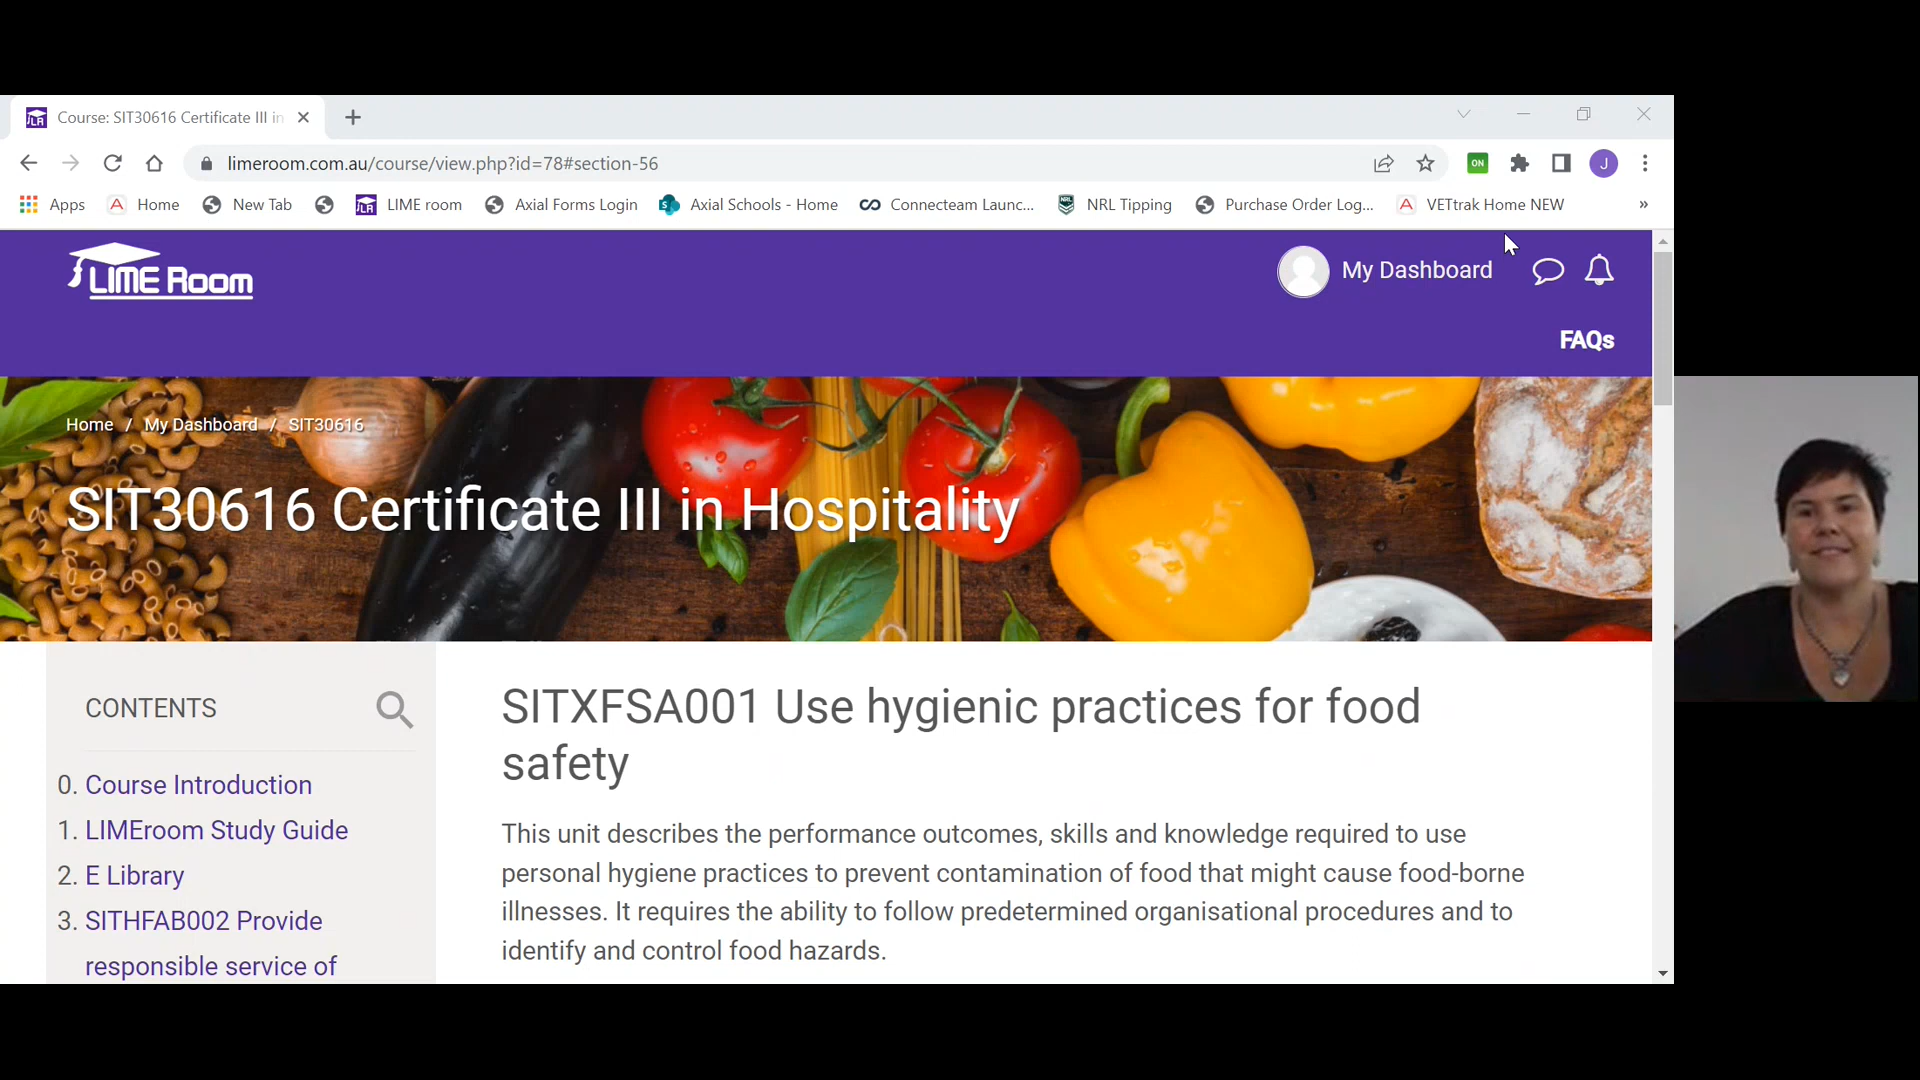 Course: SIT30616 Certificate III in
limeroom.com.au/course/view.php?id=78#section-56
ON
J
Apps
Home
New Tab
LIME room
Axial Forms Login
Axial Schools - Home
Connecteam Launc...
NRL Tipping
Purchase Order Log...
VETtrak Home NEW
»
LIME Room
My Dashboard
FAQs
Home / My Dashboard / SIT30616
SIT30616 Certificate III in Hospitality
CONTENTS
0. Course Introduction
1. LIMEroom Study Guide
2. E Library
3. SITHFAB002 Provide
responsible service of
SITXFSA001 Use hygienic practices for food
safety
This unit describes the performance outcomes, skills and knowledge required to use
personal hygiene practices to prevent contamination of food that might cause food-borne
illnesses. It requires the ability to follow predetermined organisational procedures and to
identify and control food hazards.